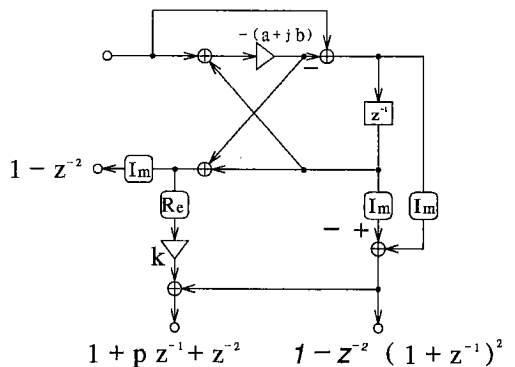 -(a+jb)
−
z⁻¹
1 - z⁻² Im
Re Im Im
− +
k
1 + p z⁻¹ + z⁻² 1 - z⁻² (1 + z⁻¹)²